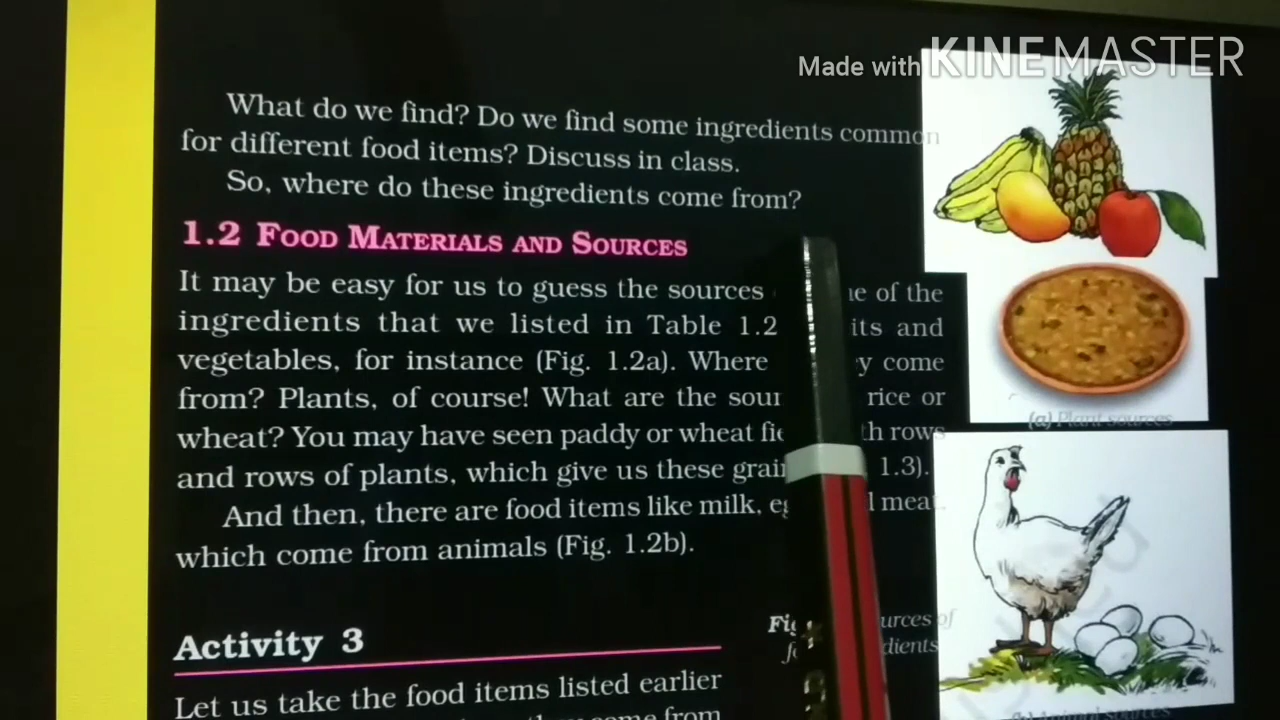 Made with KINEMASTER
What do we find? Do we find some ingredients common
for different food items? Discuss in class.
So, where do these ingredients come from?
1.2 FOOD MATERIALS AND SOURCES
It may be easy for us to guess the sources of the
ingredients that we listed in Table 1.2 and
vegetables, for instance (Fig. 1.2a). Where come
from? Plants, of course! What are the rice or
wheat? You may have seen paddy or wheat rows
and rows of plants, which give us these 1.3).
And then, there are food items like milk, meat
which come from animals (Fig. 1.2b).
(a) Plant sources
Activity 3
of
Let us take the food items listed earlier
come from
(b) Animal sources